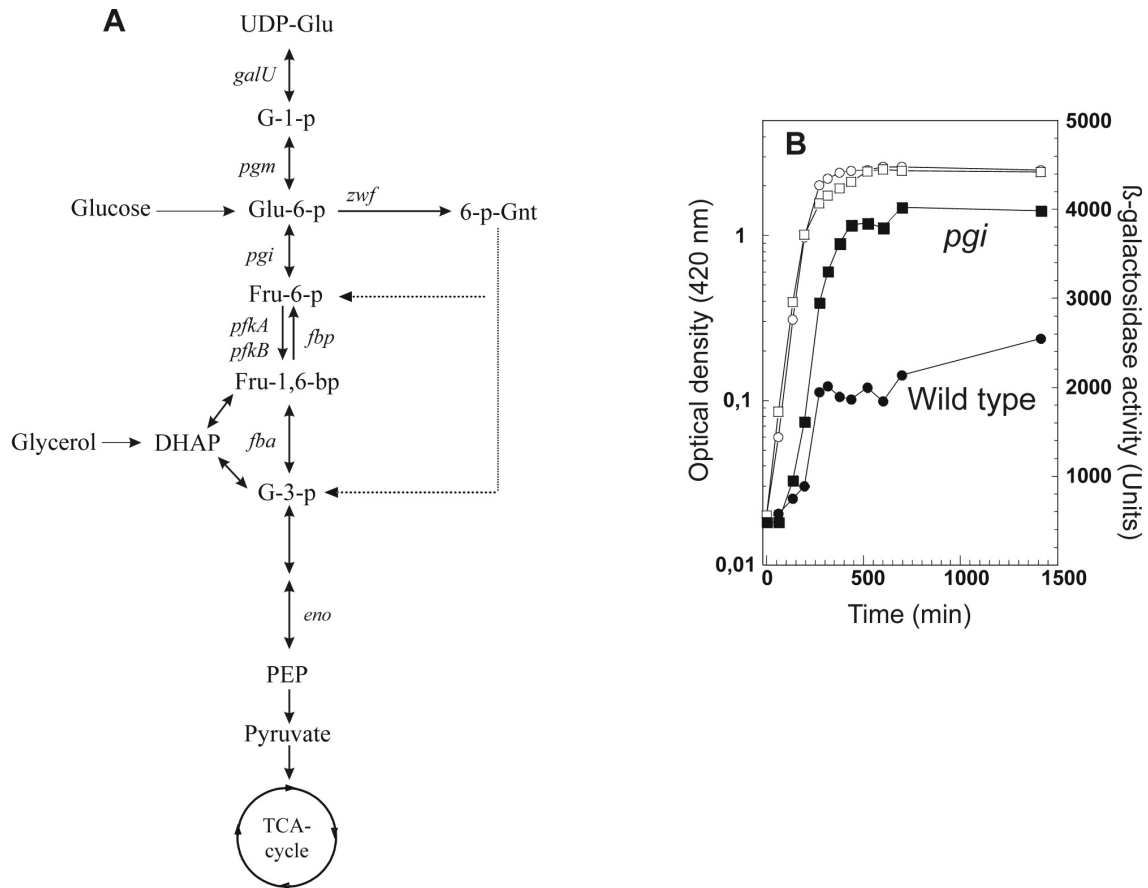 A
UDP-Glu
galU
G-1-p
pgm
Glucose
Glu-6-p
zwf
6-p-Gnt
pgi
Fru-6-p
pfkA
pfkB
fbp
Fru-1,6-bp
Glycerol
DHAP
fba
G-3-p
eno
PEP
Pyruvate
TCA-
cycle
B
Optical density (420 nm)
1
0,1
0,01
pgi
Wild type
5000
4000
3000
2000
1000
ß-galactosidase activity (Units)
0
500
1000
1500
Time (min)